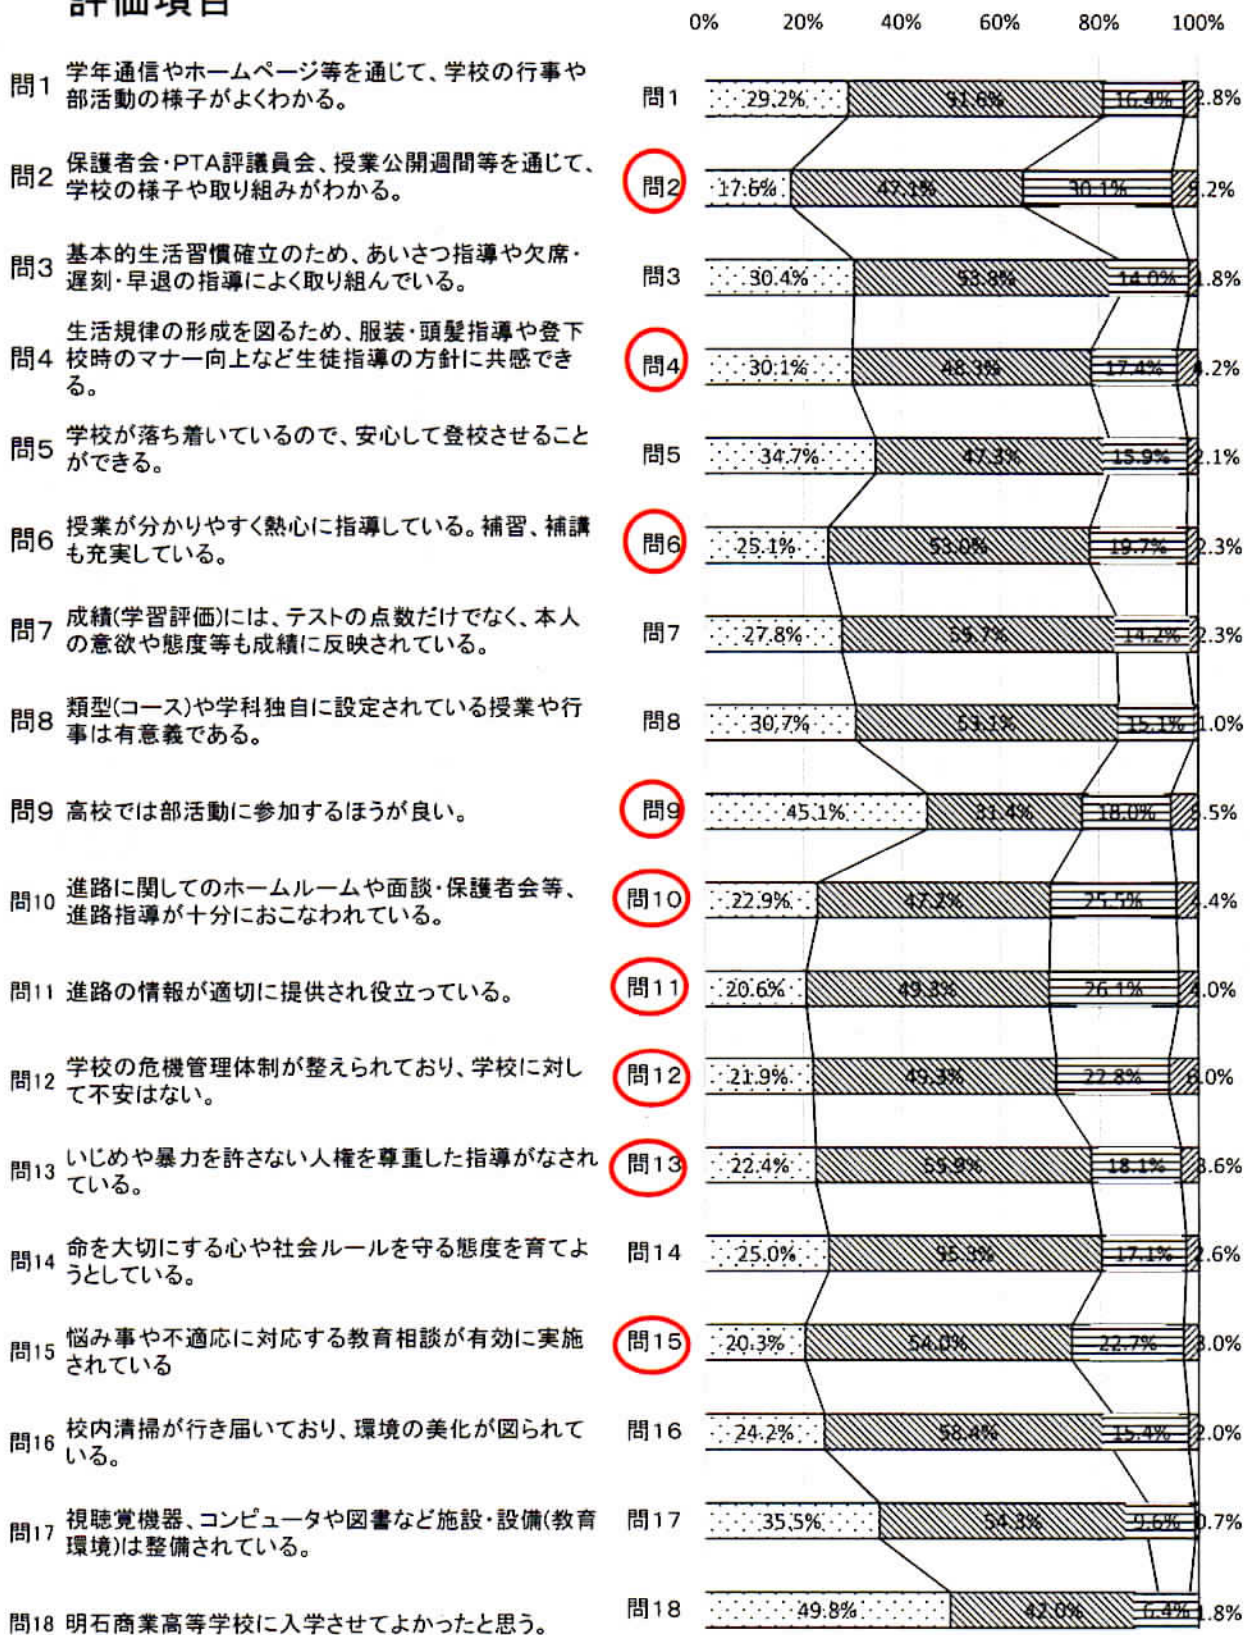 評価項目
0% 20% 40% 60% 80% 100%
問1 学年通信やホームページ等を通じて、学校の行事や
部活動の様子がよくわかる。
問1 29.2% 51.6% 16.4% 2.8%
問2 保護者会・PTA評議員会、授業公開週間等を通じて、
学校の様子や取り組みがわかる。
問2 17.6% 47.1% 30.1% 5.2%
問3 基本的生活習慣確立のため、あいさつ指導や欠席・
遅刻・早退の指導によく取り組んでいる。
問3 30.4% 53.8% 14.0% 1.8%
問4 生活規律の形成を図るため、服装・頭髪指導や登下
校時のマナー向上など生徒指導の方針に共感でき
る。
問4 30.1% 48.3% 17.4% 4.2%
問5 学校が落ち着いているので、安心して登校させること
ができる。
問5 34.7% 47.3% 15.9% 2.1%
問6 授業が分かりやすく熱心に指導している。補習、補講
も充実している。
問6 25.1% 53.0% 19.7% 2.3%
問7 成績(学習評価)には、テストの点数だけでなく、本人
の意欲や態度等も成績に反映されている。
問7 27.8% 55.7% 14.2% 2.3%
問8 類型(コース)や学科独自に設定されている授業や行
事は有意義である。
問8 30.7% 53.1% 15.1% 1.0%
問9 高校では部活動に参加するほうが良い。
問9 45.1% 31.4% 18.0% 5.5%
問10 進路に関してのホームルームや面談・保護者会等、
進路指導が十分におこなわれている。
問10 22.9% 47.2% 25.5% 4.4%
問11 進路の情報が適切に提供され役立っている。
問11 20.6% 49.3% 26.1% 4.0%
問12 学校の危機管理体制が整えられており、学校に対し
て不安はない。
問12 21.9% 49.3% 22.8% 6.0%
問13 いじめや暴力を許さない人権を尊重した指導がなされ
ている。
問13 22.4% 55.9% 18.1% 3.6%
問14 命を大切にする心や社会ルールを守る態度を育てよ
うとしている。
問14 25.0% 55.3% 17.1% 2.6%
問15 悩み事や不適応に対応する教育相談が有効に実施
されている
問15 20.3% 54.0% 22.7% 3.0%
問16 校内清掃が行き届いており、環境の美化が図られて
いる。
問16 24.2% 58.4% 15.4% 2.0%
問17 視聴覚機器、コンピュータや図書など施設・設備(教育
環境)は整備されている。
問17 35.5% 54.3% 9.6% 0.7%
問18 明石商業高等学校に入学させてよかったと思う。
問18 49.8% 42.0% 6.4% 1.8%